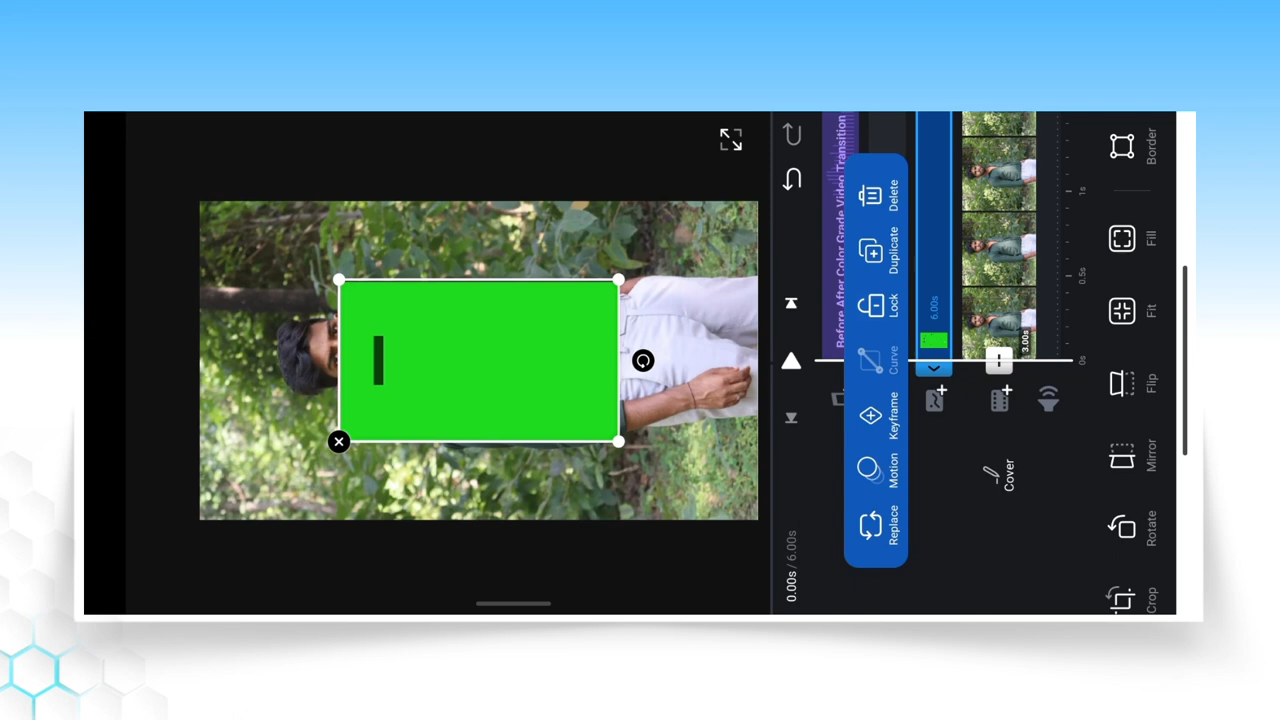 0.00s / 6.00s
Before After Color Grade Video Transition
Replace
Motion
Keyframe
Curve
Lock
Duplicate
Delete
6.00s
Cover
3.00s
0s
0.5s
1s
Crop
Rotate
Mirror
Flip
Fit
Fill
Border